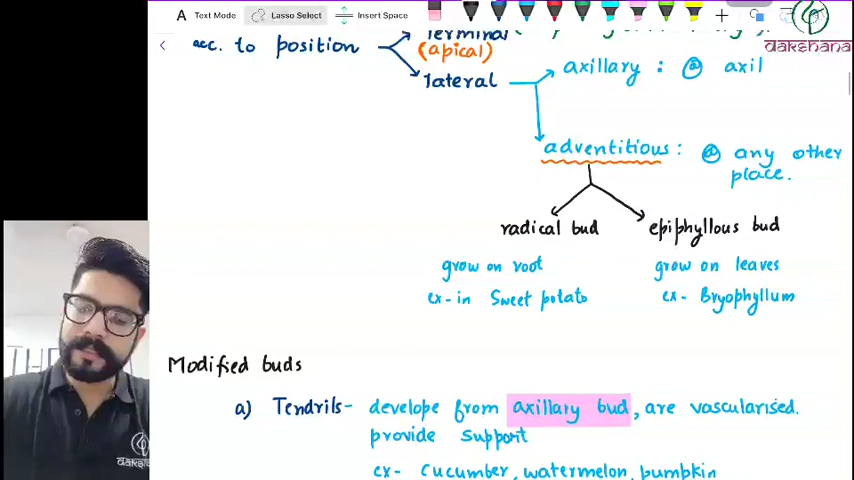 A Text Mode Lasso Select Insert Space
dakshana
acc. to position
Terminal
(apical)
lateral
axillary : @ axil
adventitious : @ any other
place.
radical bud epiphyllous bud
grow on root grow on leaves
ex- in Sweet potato ex- Bryophyllum
Modified buds
a) Tendrils- develope from axillary bud, are vascularised.
provide support
ex- Cucumber, watermelon, pumpkin
dakshana